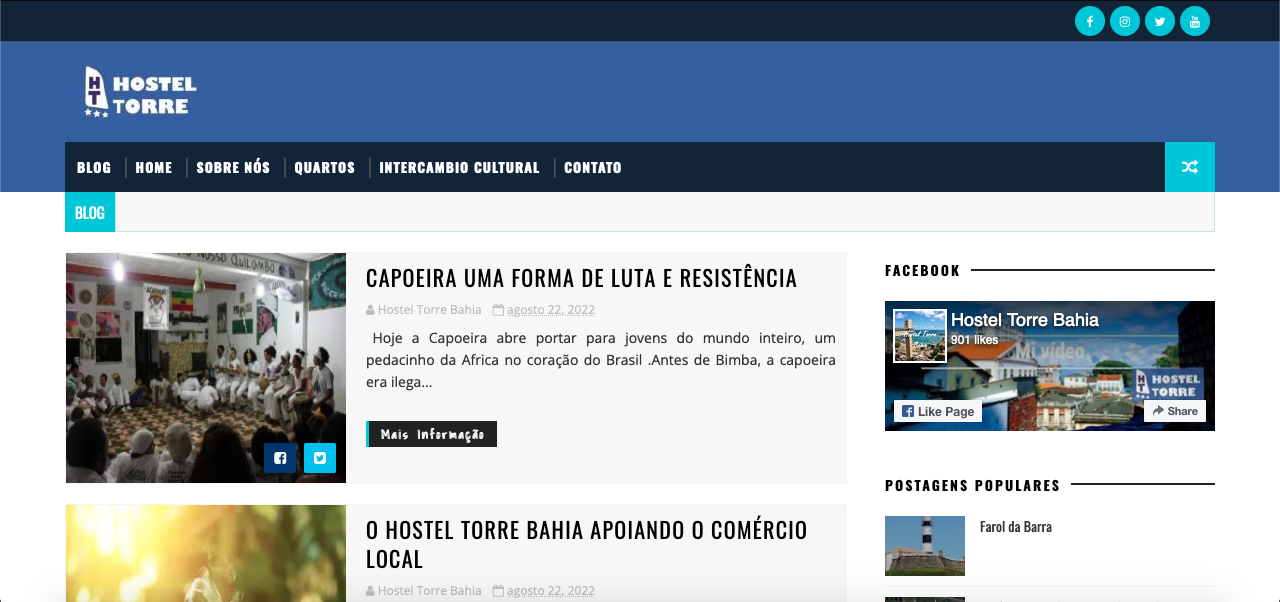 HOSTEL
TORRE
BLOG
HOME
SOBRE NÓS
QUARTOS
INTERCAMBIO CULTURAL
CONTATO
BLOG
NOSSO QUILOMBO
CAPOEIRA UMA FORMA DE LUTA E RESISTÊNCIA
Hostel Torre Bahia agosto 22, 2022
Hoje a Capoeira abre portar para jovens do mundo inteiro, um
pedacinho da Africa no coração do Brasil .Antes de Bimba, a capoeira
era ilega...
Mais Informação
O HOSTEL TORRE BAHIA APOIANDO O COMÉRCIO
LOCAL
Hostel Torre Bahia agosto 22, 2022
FACEBOOK
Hostel Torre Bahia
901 likes
Mi video
HOSTEL
TORRE
Like Page
Share
POSTAGENS POPULARES
Farol da Barra